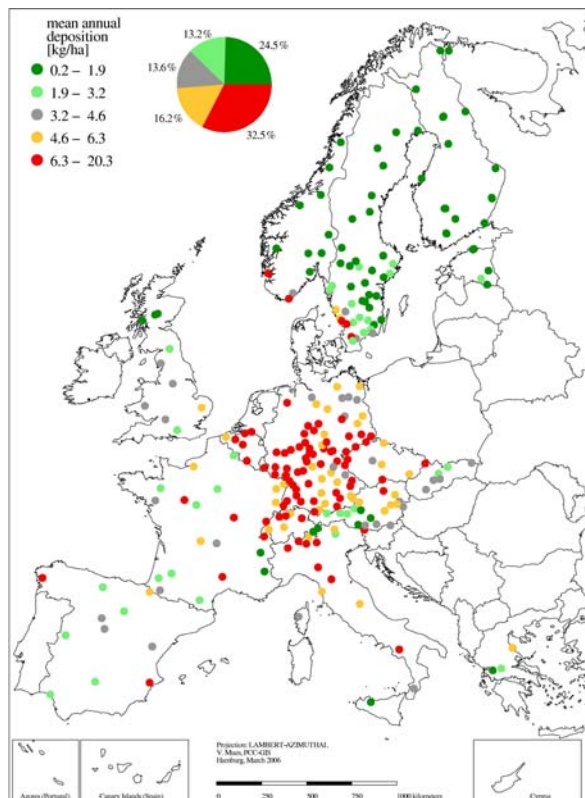 mean annual
deposition
[kg/ha]
0.2 – 1.9
1.9 – 3.2
3.2 – 4.6
4.6 – 6.3
6.3 – 20.3
13.2%
24.5%
13.6%
16.2%
32.5%
Projection: LAMBERT-AZIMUTHAL
V. Mues, PCC-GIS
Hamburg, March 2006
0 250 500 750 1000 kilometers
Azores (Portugal)
Canary Islands (Spain)
Cyprus